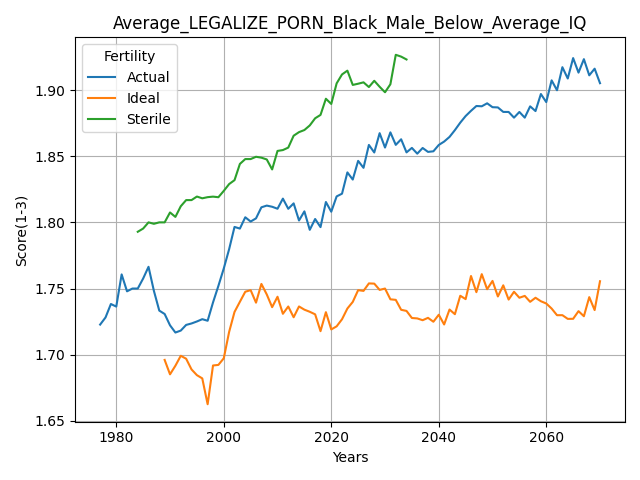 Average_LEGALIZE_PORN_Black_Male_Below_Average_IQ
Fertility
Actual
Ideal
Sterile
Score(1-3)
1.90
1.85
1.80
1.75
1.70
1.65
1980
2000
2020
2040
2060
Years